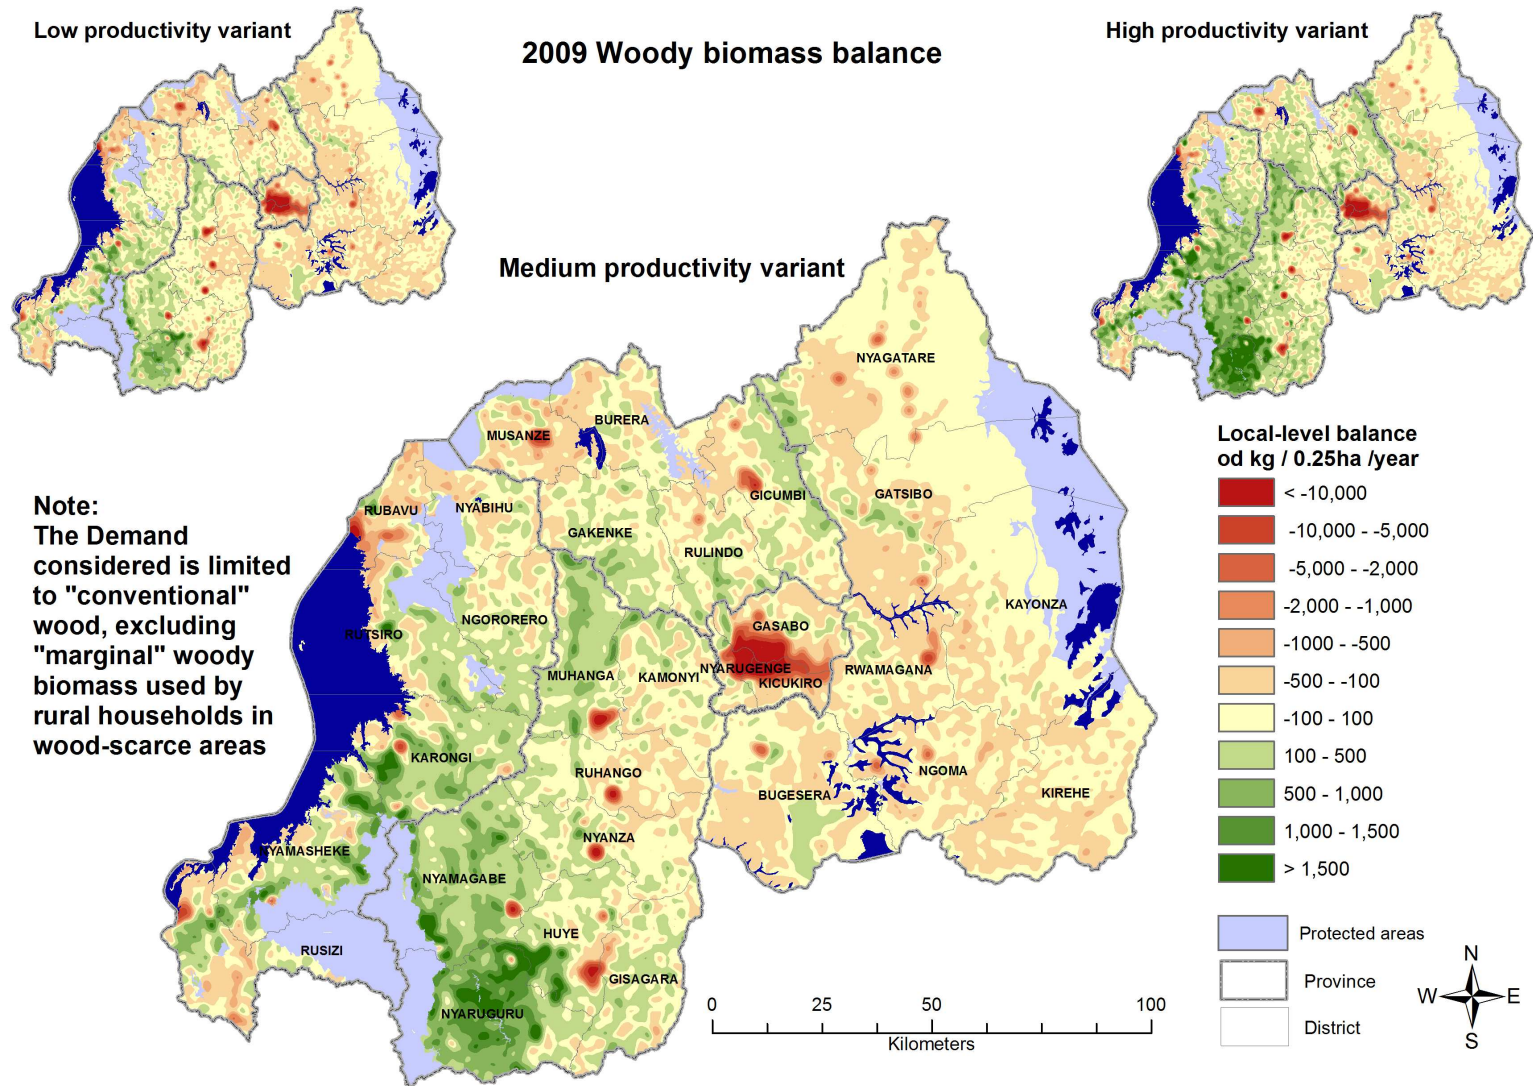 Low productivity variant
2009 Woody biomass balance
High productivity variant
Medium productivity variant
NYAGATARE
BURERA
MUSANZE
GICUMBI
GATSIBO
RUBAVU
NYABIHU
GAKENKE
RULINDO
KAYONZA
NGORORERO
RUTSIRO
GASABO
MUHANGA
KAMONYI
NYARUGENGE
KICUKIRO
RWAMAGANA
KARONGI
RUHANGO
BUGESERA
NGOMA
KIREHE
NYANZA
NYAMASHEKE
NYAMAGABE
HUYE
RUSIZI
GISAGARA
NYARUGURU
Note:
The Demand
considered is limited
to "conventional"
wood, excluding
"marginal" woody
biomass used by
rural households in
wood-scarce areas
Local-level balance
od kg / 0.25ha /year
< -10,000
-10,000 - -5,000
-5,000 - -2,000
-2,000 - -1,000
-1000 - -500
-500 - -100
-100 - 100
100 - 500
500 - 1,000
1,000 - 1,500
> 1,500
Protected areas
Province
District
N
W E
S
0 25 50 100
Kilometers